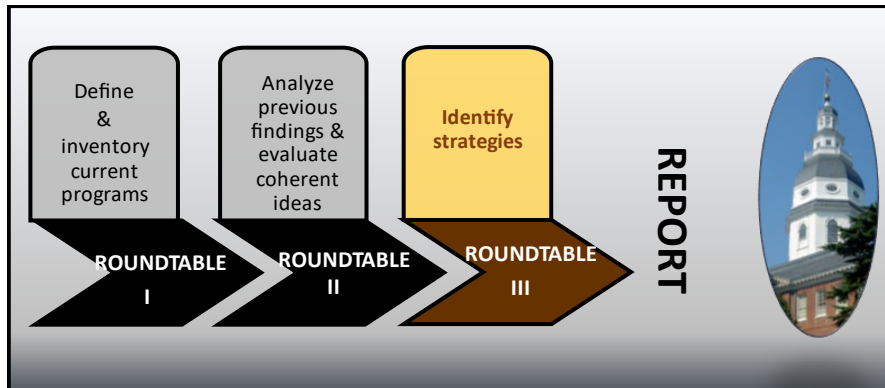 Define
&
inventory
current
programs
ROUNDTABLE
I
Analyze
previous
findings &
evaluate
coherent
ideas
ROUNDTABLE
II
Identify
strategies
ROUNDTABLE
III
REPORT